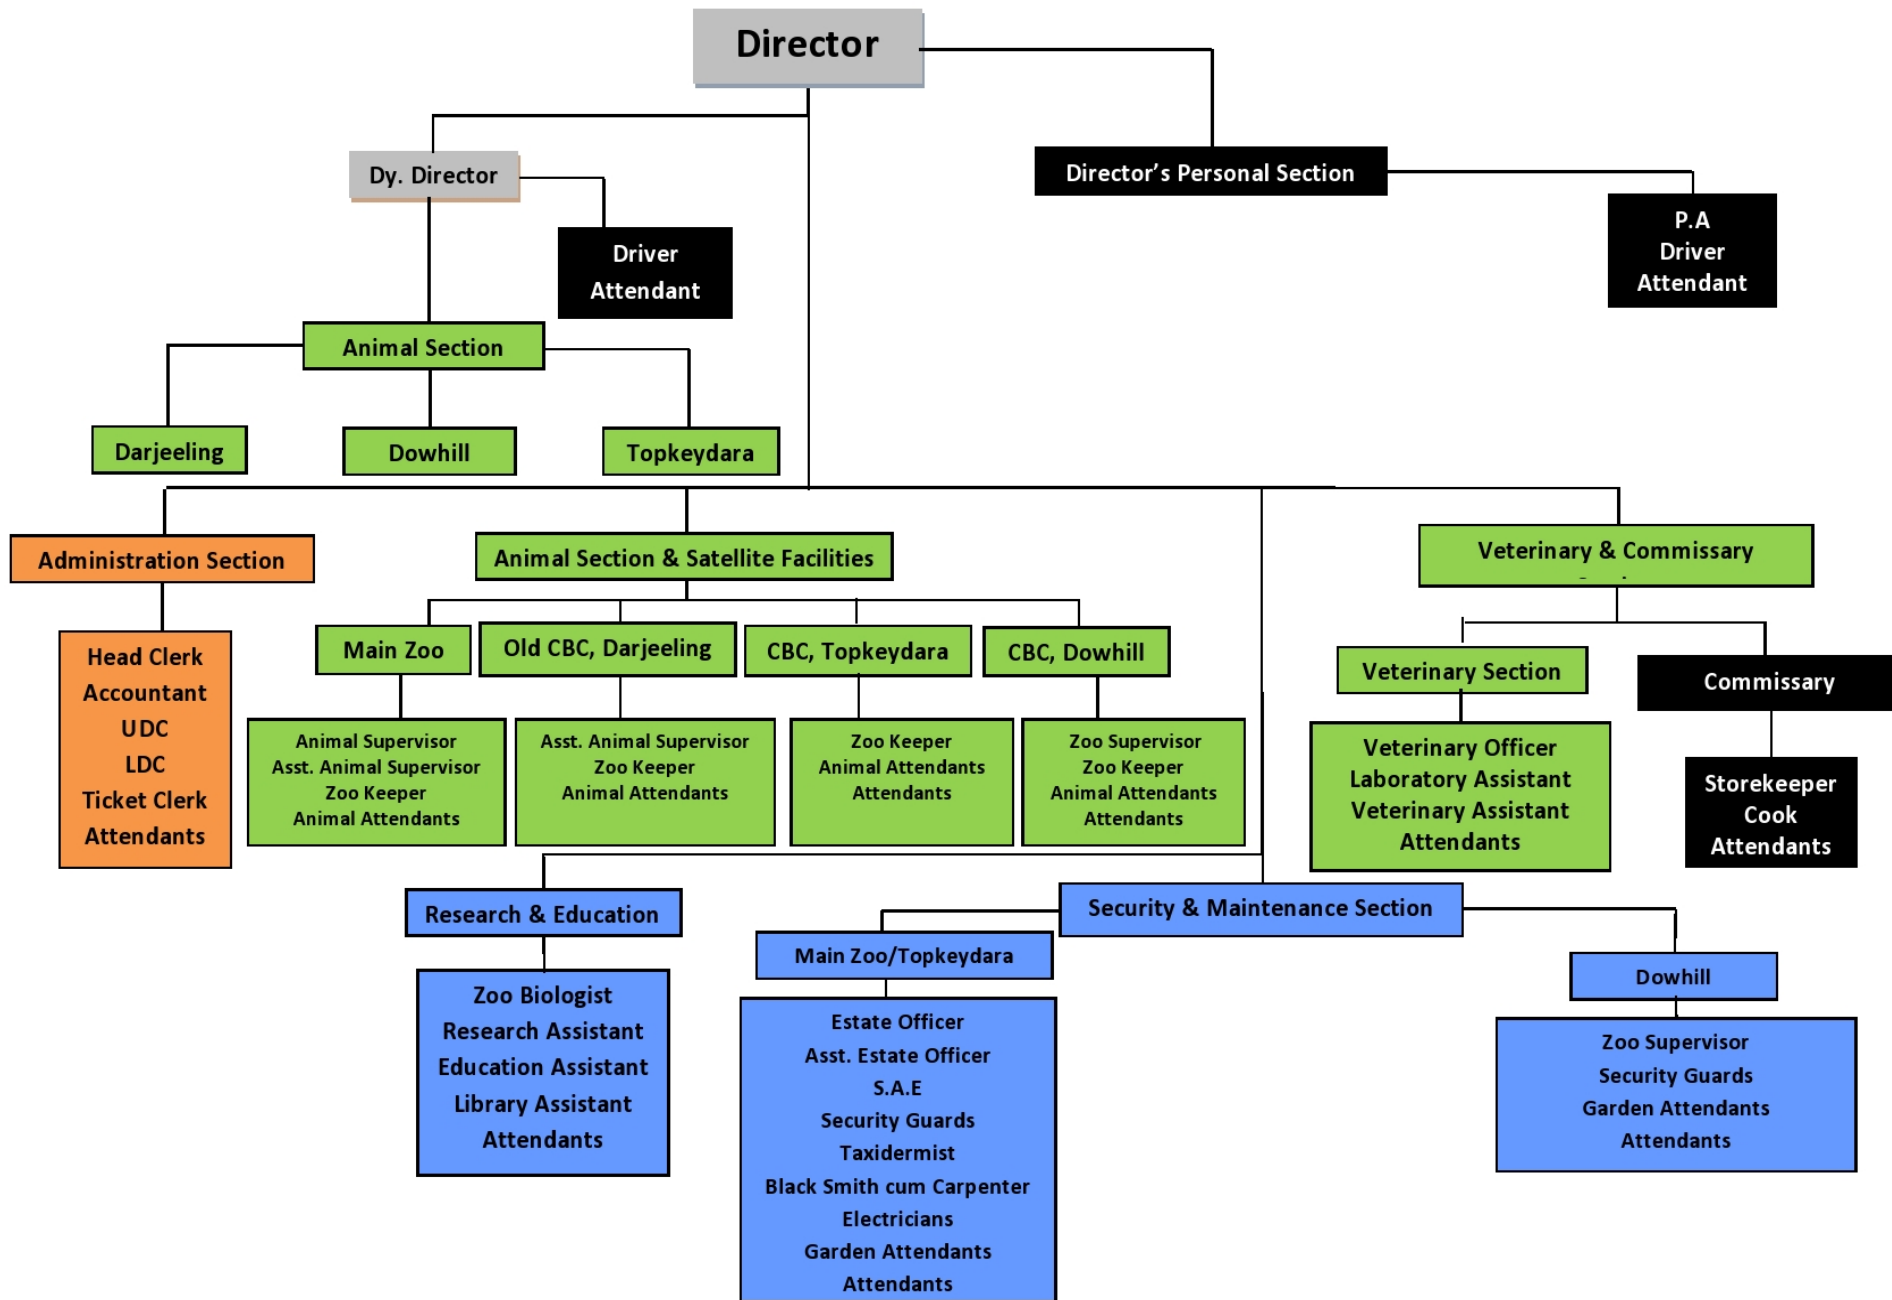 Director
Dy. Director
Director’s Personal Section
P.A
Driver
Attendant
Driver
Attendant
Animal Section
Darjeeling
Dowhill
Topkeydara
Administration Section
Animal Section & Satellite Facilities
Veterinary & Commissary
Head Clerk
Accountant
UDC
LDC
Ticket Clerk
Attendants
Main Zoo
Old CBC, Darjeeling
CBC, Topkeydara
CBC, Dowhill
Animal Supervisor
Asst. Animal Supervisor
Zoo Keeper
Animal Attendants
Asst. Animal Supervisor
Zoo Keeper
Animal Attendants
Zoo Keeper
Animal Attendants
Attendants
Zoo Supervisor
Zoo Keeper
Animal Attendants
Attendants
Veterinary Section
Commissary
Veterinary Officer
Laboratory Assistant
Veterinary Assistant
Attendants
Storekeeper
Cook
Attendants
Research & Education
Zoo Biologist
Research Assistant
Education Assistant
Library Assistant
Attendants
Security & Maintenance Section
Main Zoo/Topkeydara
Estate Officer
Asst. Estate Officer
S.A.E
Security Guards
Taxidermist
Black Smith cum Carpenter
Electricians
Garden Attendants
Attendants
Dowhill
Zoo Supervisor
Security Guards
Garden Attendants
Attendants